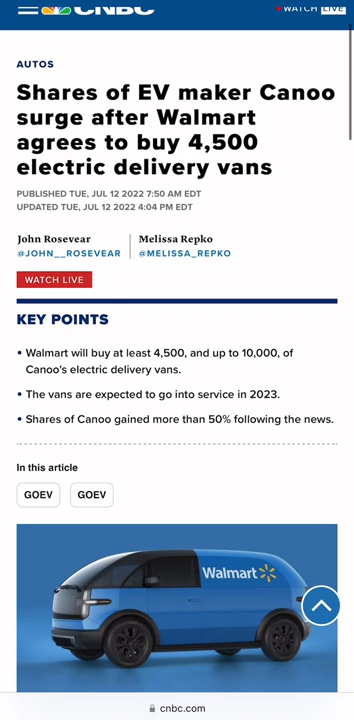 CNBC
WATCH LIVE
AUTOS
Shares of EV maker Canoo
surge after Walmart
agrees to buy 4,500
electric delivery vans
PUBLISHED TUE, JUL 12 2022 7:50 AM EDT
UPDATED TUE, JUL 12 2022 4:04 PM EDT
John Rosevear
@JOHN__ROSEVEAR
Melissa Repko
@MELISSA_REPKO
WATCH LIVE
KEY POINTS
• Walmart will buy at least 4,500, and up to 10,000, of
Canoo's electric delivery vans.
• The vans are expected to go into service in 2023.
• Shares of Canoo gained more than 50% following the news.
In this article
GOEV
GOEV
Walmart
cnbc.com